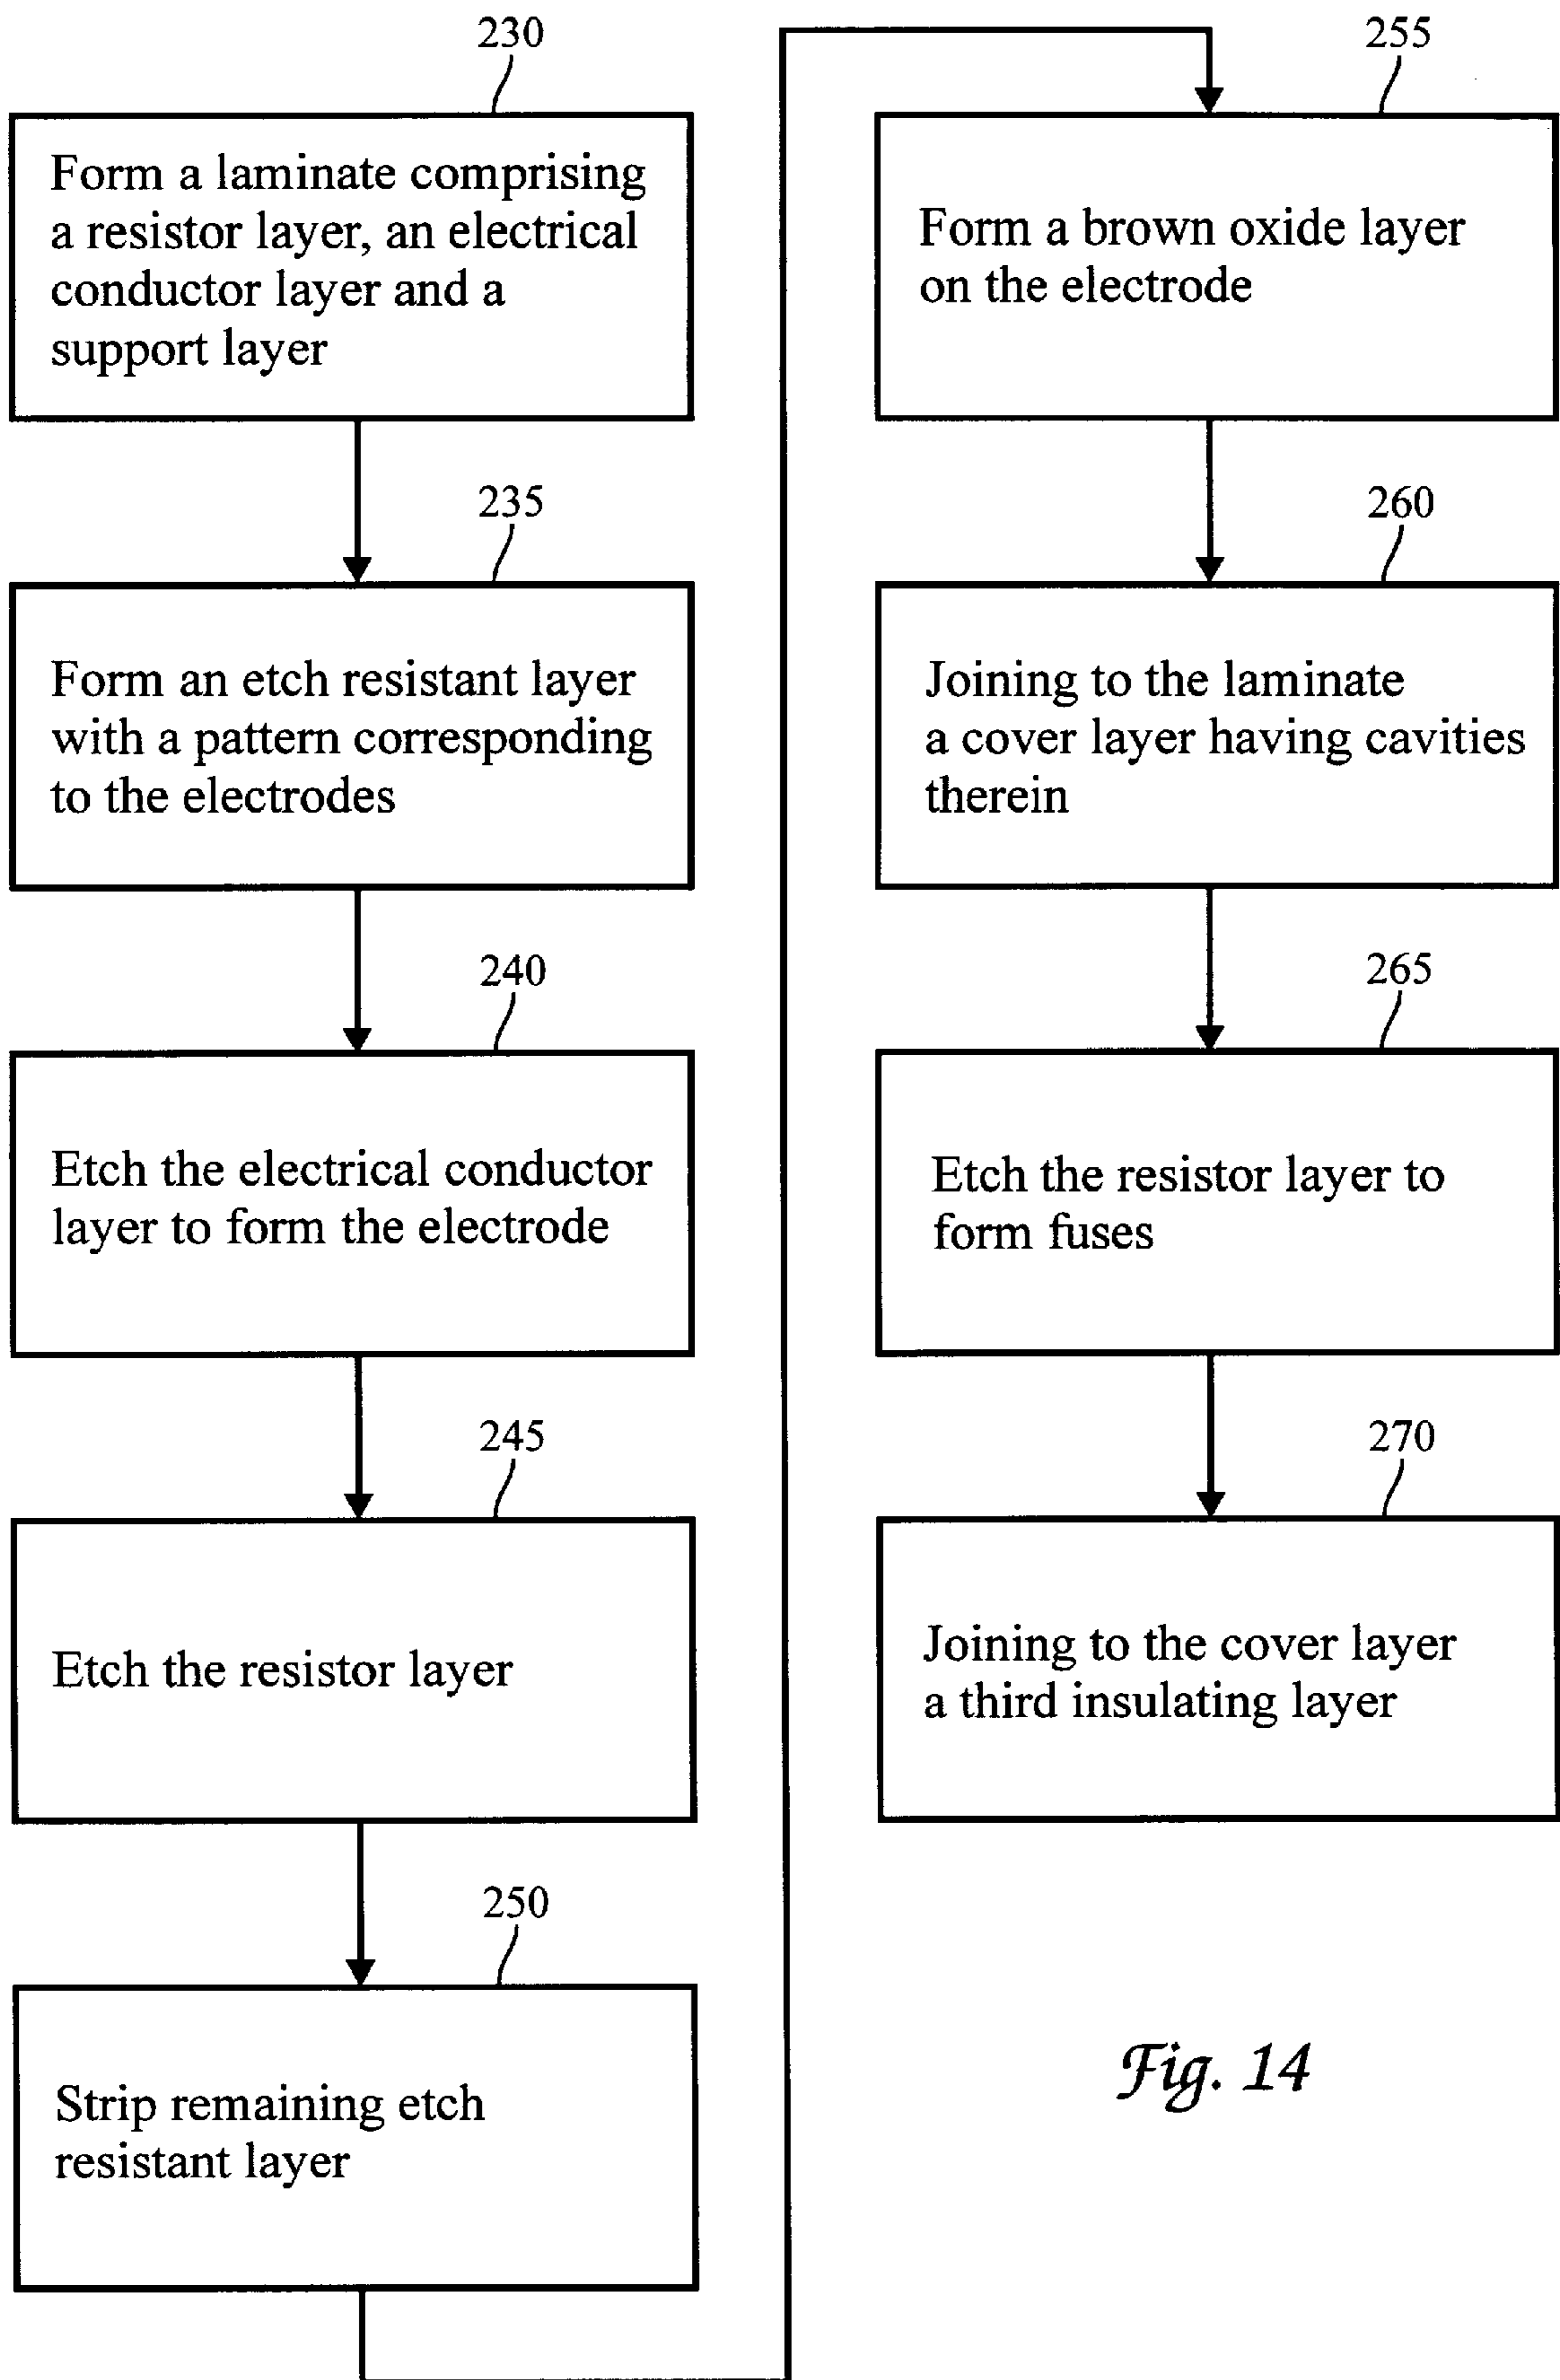 230
Form a laminate comprising
a resistor layer, an electrical
conductor layer and a
support layer
235
Form an etch resistant layer
with a pattern corresponding
to the electrodes
240
Etch the electrical conductor
layer to form the electrode
245
Etch the resistor layer
250
Strip remaining etch
resistant layer
255
Form a brown oxide layer
on the electrode
260
Joining to the laminate
a cover layer having cavities
therein
265
Etch the resistor layer to
form fuses
270
Joining to the cover layer
a third insulating layer
Fig. 14